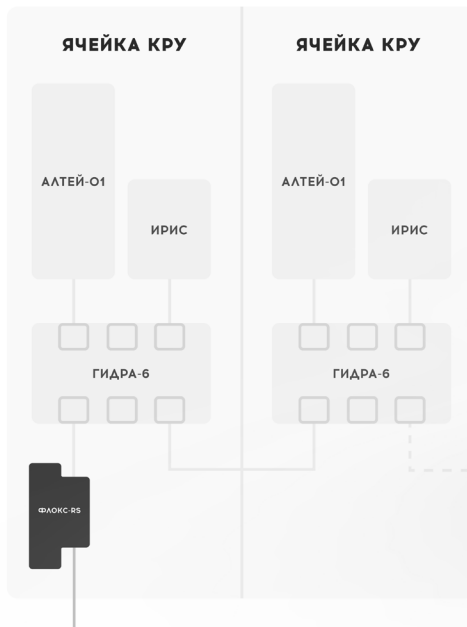 ЯЧЕЙКА КРУ
ЯЧЕЙКА КРУ
АЛТЕЙ-01
ИРИС
АЛТЕЙ-01
ИРИС
ГИДРА-6
ГИДРА-6
ФЛОКС-RS